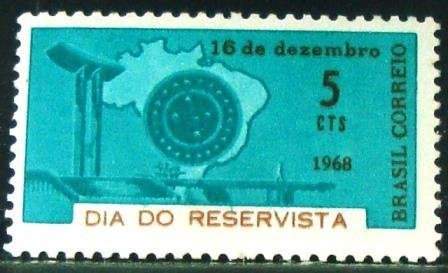 16 de dezembro
5
CTS
1968
BRASIL CORREIO
DIA DO RESERVISTA